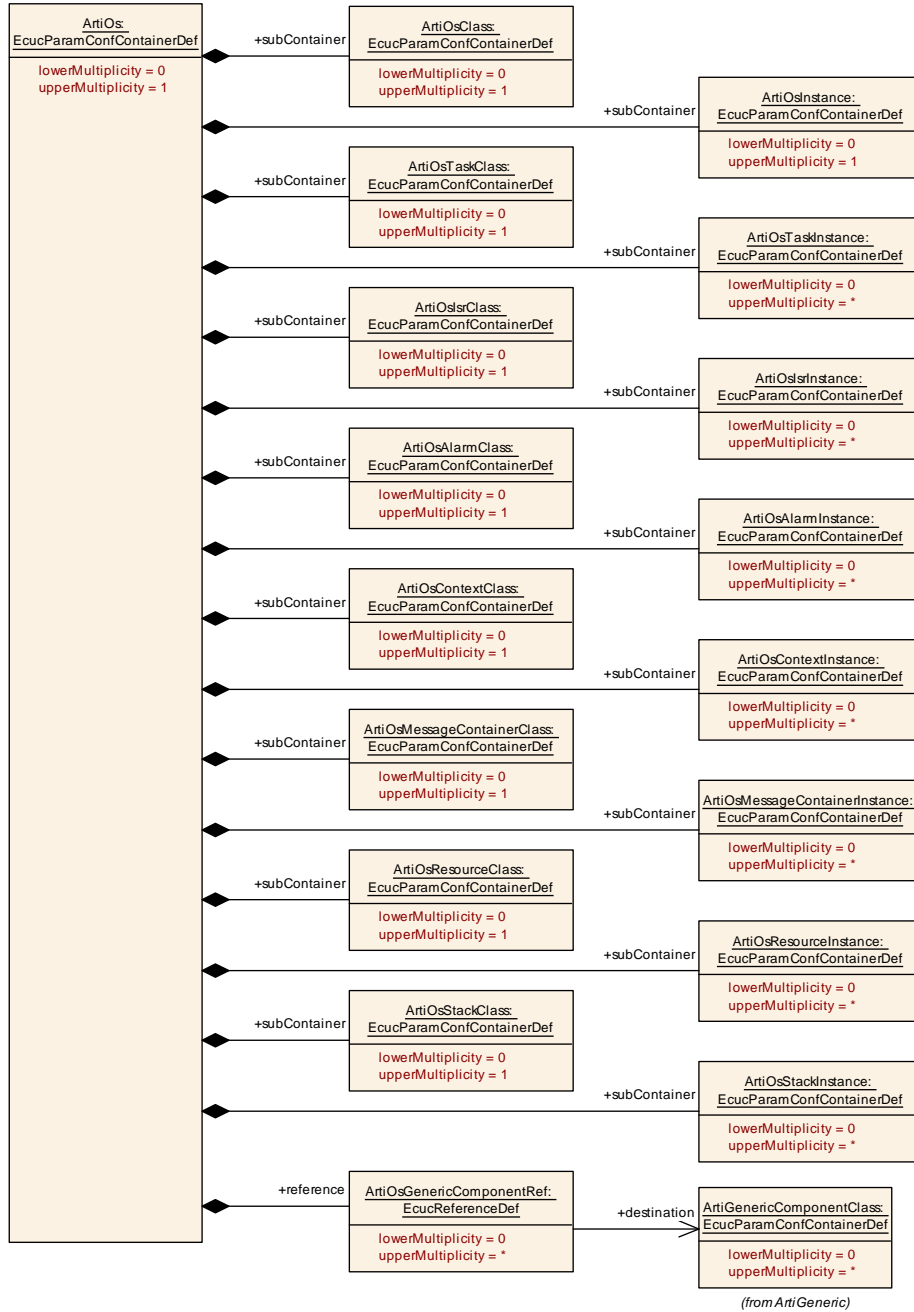 ArtiOs:
EcucParamConfContainerDef
lowerMultiplicity = 0
upperMultiplicity = 1
+subContainer
ArtiOsClass:
EcucParamConfContainerDef
lowerMultiplicity = 0
upperMultiplicity = 1
+subContainer
ArtiOsInstance:
EcucParamConfContainerDef
lowerMultiplicity = 0
upperMultiplicity = 1
+subContainer
ArtiOsTaskClass:
EcucParamConfContainerDef
lowerMultiplicity = 0
upperMultiplicity = 1
+subContainer
ArtiOsTaskInstance:
EcucParamConfContainerDef
lowerMultiplicity = 0
upperMultiplicity = *
+subContainer
ArtiOsIsrClass:
EcucParamConfContainerDef
lowerMultiplicity = 0
upperMultiplicity = 1
+subContainer
ArtiOsIsrInstance:
EcucParamConfContainerDef
lowerMultiplicity = 0
upperMultiplicity = *
+subContainer
ArtiOsAlarmClass:
EcucParamConfContainerDef
lowerMultiplicity = 0
upperMultiplicity = 1
+subContainer
ArtiOsAlarmInstance:
EcucParamConfContainerDef
lowerMultiplicity = 0
upperMultiplicity = *
+subContainer
ArtiOsContextClass:
EcucParamConfContainerDef
lowerMultiplicity = 0
upperMultiplicity = 1
+subContainer
ArtiOsContextInstance:
EcucParamConfContainerDef
lowerMultiplicity = 0
upperMultiplicity = *
+subContainer
ArtiOsMessageContainerClass:
EcucParamConfContainerDef
lowerMultiplicity = 0
upperMultiplicity = 1
+subContainer
ArtiOsMessageContainerInstance:
EcucParamConfContainerDef
lowerMultiplicity = 0
upperMultiplicity = *
+subContainer
ArtiOsResourceClass:
EcucParamConfContainerDef
lowerMultiplicity = 0
upperMultiplicity = 1
+subContainer
ArtiOsResourceInstance:
EcucParamConfContainerDef
lowerMultiplicity = 0
upperMultiplicity = *
+subContainer
ArtiOsStackClass:
EcucParamConfContainerDef
lowerMultiplicity = 0
upperMultiplicity = 1
+subContainer
ArtiOsStackInstance:
EcucParamConfContainerDef
lowerMultiplicity = 0
upperMultiplicity = *
+reference
ArtiOsGenericComponentRef:
EcucReferenceDef
lowerMultiplicity = 0
upperMultiplicity = *
+destination
ArtiGenericComponentClass:
EcucParamConfContainerDef
lowerMultiplicity = 0
upperMultiplicity = *
(from ArtiGeneric)